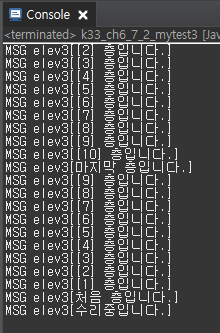 Console
<terminated> k33_ch6_7_2_mytest3 [Jav
MSG elev3[[2] 층입니다.]
MSG elev3[[3] 층입니다.]
MSG elev3[[4] 층입니다.]
MSG elev3[[5] 층입니다.]
MSG elev3[[6] 층입니다.]
MSG elev3[[7] 층입니다.]
MSG elev3[[8] 층입니다.]
MSG elev3[[9] 층입니다.]
MSG elev3[[10] 층입니다.]
MSG elev3[마지막 층입니다.]
MSG elev3[[9] 층입니다.]
MSG elev3[[8] 층입니다.]
MSG elev3[[7] 층입니다.]
MSG elev3[[6] 층입니다.]
MSG elev3[[5] 층입니다.]
MSG elev3[[4] 층입니다.]
MSG elev3[[3] 층입니다.]
MSG elev3[[2] 층입니다.]
MSG elev3[[1] 층입니다.]
MSG elev3[처음 층입니다.]
MSG elev3[수리중입니다.]